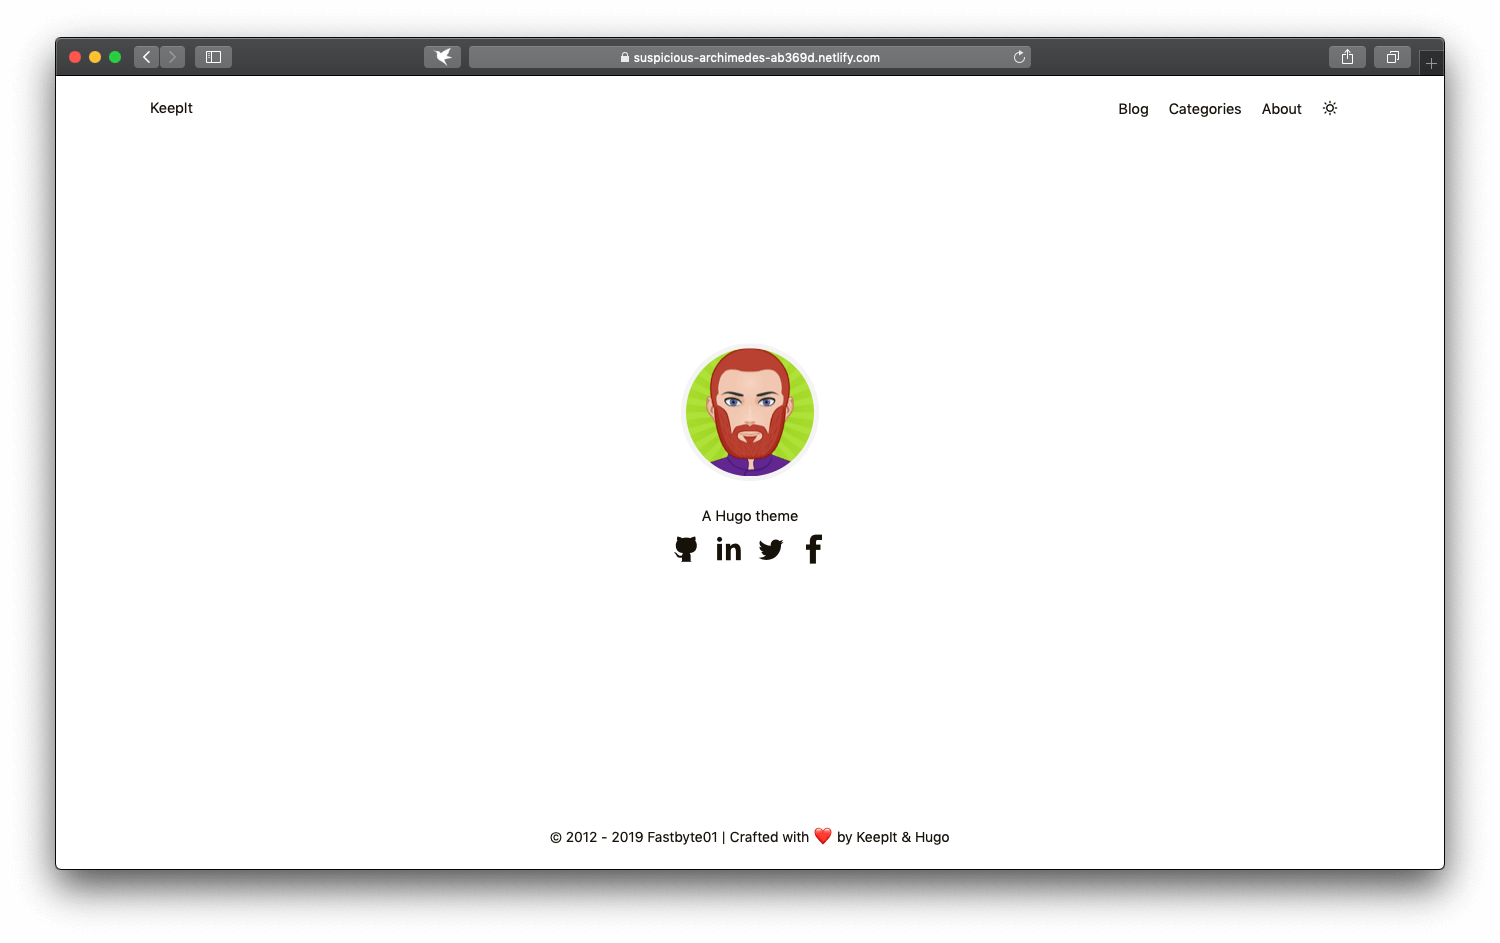 suspicious-archimedes-ab369d.netlify.com
KeepIt
Blog Categories About
A Hugo theme
© 2012 - 2019 Fastbyte01 | Crafted with ❤️ by KeepIt & Hugo